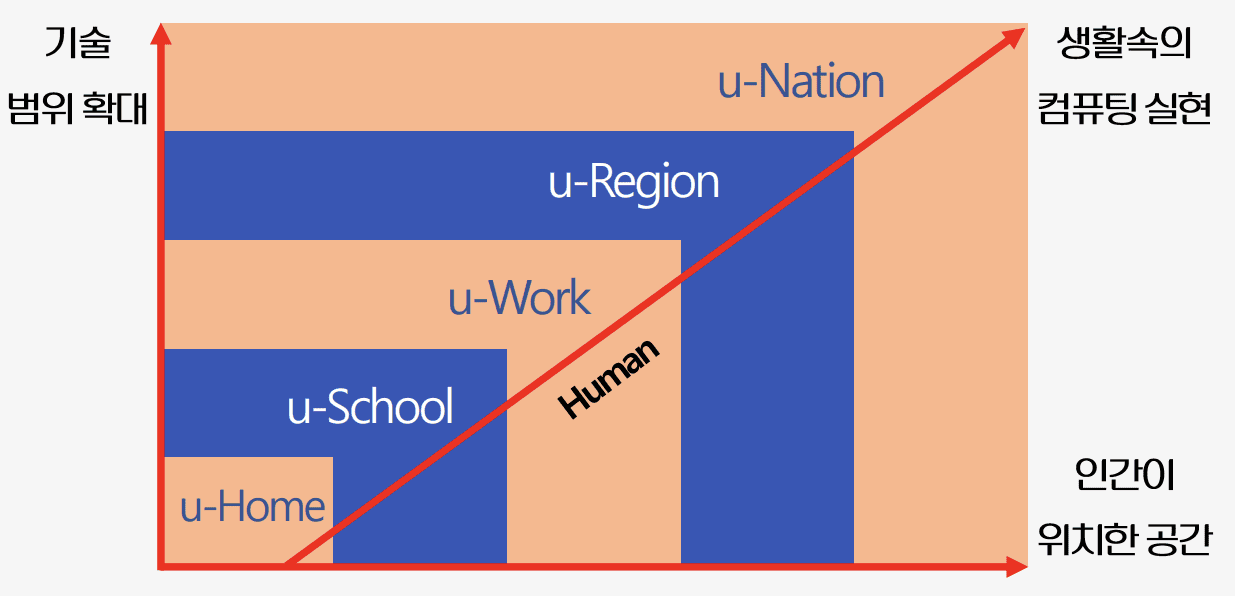 기술
범위 확대
생활속의
컴퓨팅 실현
u-Nation
u-Region
u-Work
Human
u-School
u-Home
인간이
위치한 공간